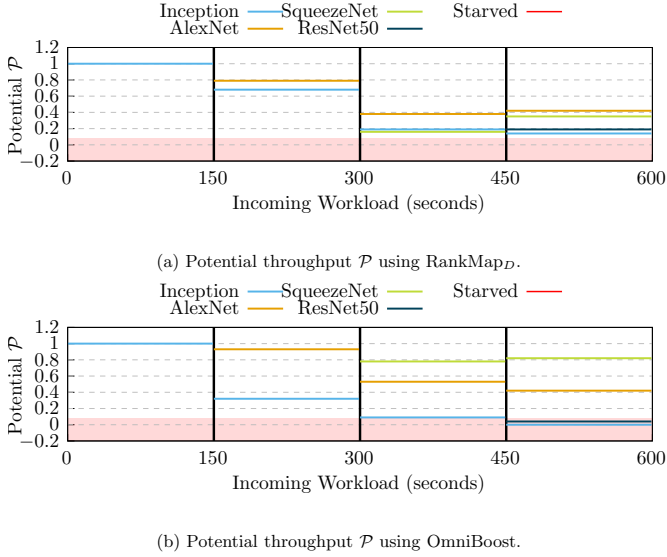 Inception SqueezeNet Starved
AlexNet ResNet50
Potential 𝒫
1.2
1
0.8
0.6
0.4
0.2
0
−0.2
0 150 300 450 600
Incoming Workload (seconds)
(a) Potential throughput 𝒫 using RankMap_D.
Inception SqueezeNet Starved
AlexNet ResNet50
Potential 𝒫
1.2
1
0.8
0.6
0.4
0.2
0
−0.2
0 150 300 450 600
Incoming Workload (seconds)
(b) Potential throughput 𝒫 using OmniBoost.